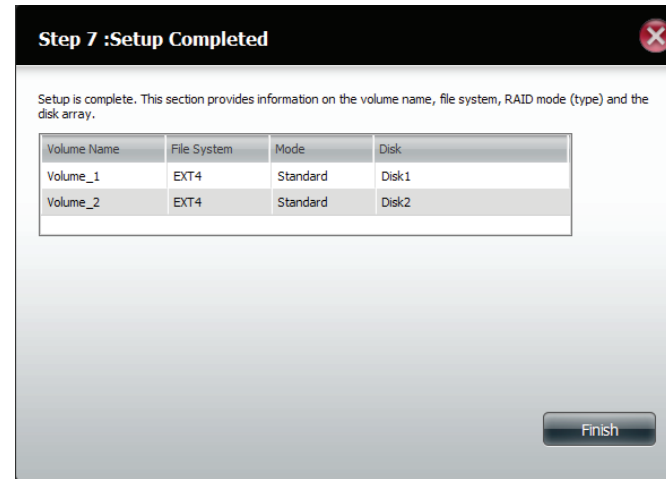 Step 7 :Setup Completed
Setup is complete. This section provides information on the volume name, file system, RAID mode (type) and the
disk array.
Volume Name File System Mode Disk
Volume_1 EXT4 Standard Disk1
Volume_2 EXT4 Standard Disk2
Finish